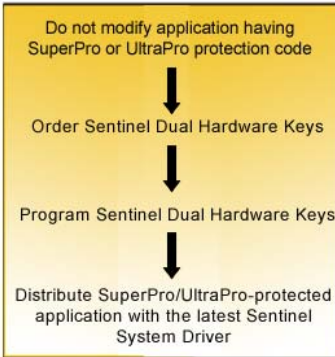 Do not modify application having
SuperPro or UltraPro protection code
Order Sentinel Dual Hardware Keys
Program Sentinel Dual Hardware Keys
Distribute SuperPro/UltraPro-protected
application with the latest Sentinel
System Driver